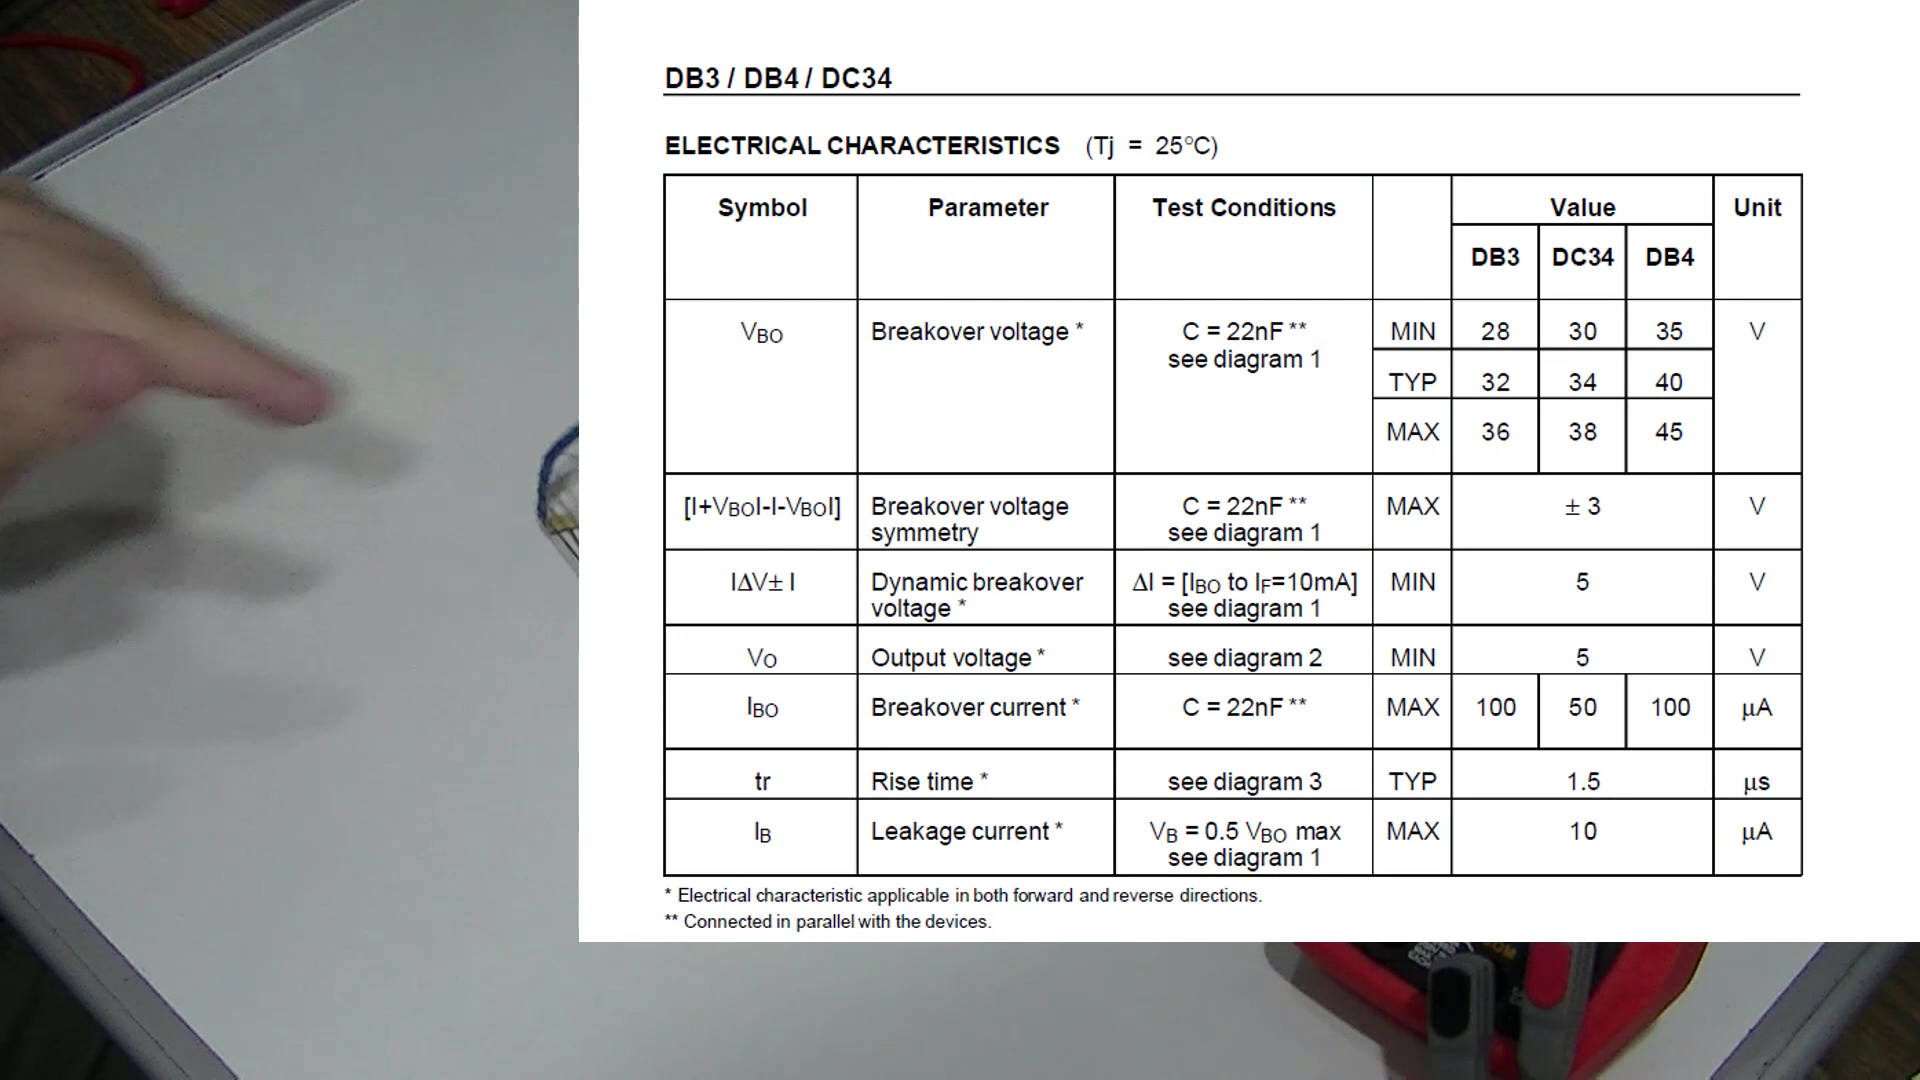 DB3 / DB4 / DC34
ELECTRICAL CHARACTERISTICS (Tj = 25°C)
Symbol Parameter Test Conditions Value Unit
DB3 DC34 DB4
VBO Breakover voltage * C = 22nF ** MIN 28 30 35 V
see diagram 1
TYP 32 34 40
MAX 36 38 45
[I+VBOI-I-VBOI] Breakover voltage C = 22nF ** MAX ± 3 V
symmetry see diagram 1
IΔV± I Dynamic breakover ΔI = [IBO to IF=10mA] MIN 5 V
voltage * see diagram 1
VO Output voltage * see diagram 2 MIN 5 V
IBO Breakover current * C = 22nF ** MAX 100 50 100 μA
tr Rise time * see diagram 3 TYP 1.5 μs
IB Leakage current * VB = 0.5 VBO max MAX 10 μA
see diagram 1
* Electrical characteristic applicable in both forward and reverse directions.
** Connected in parallel with the devices.